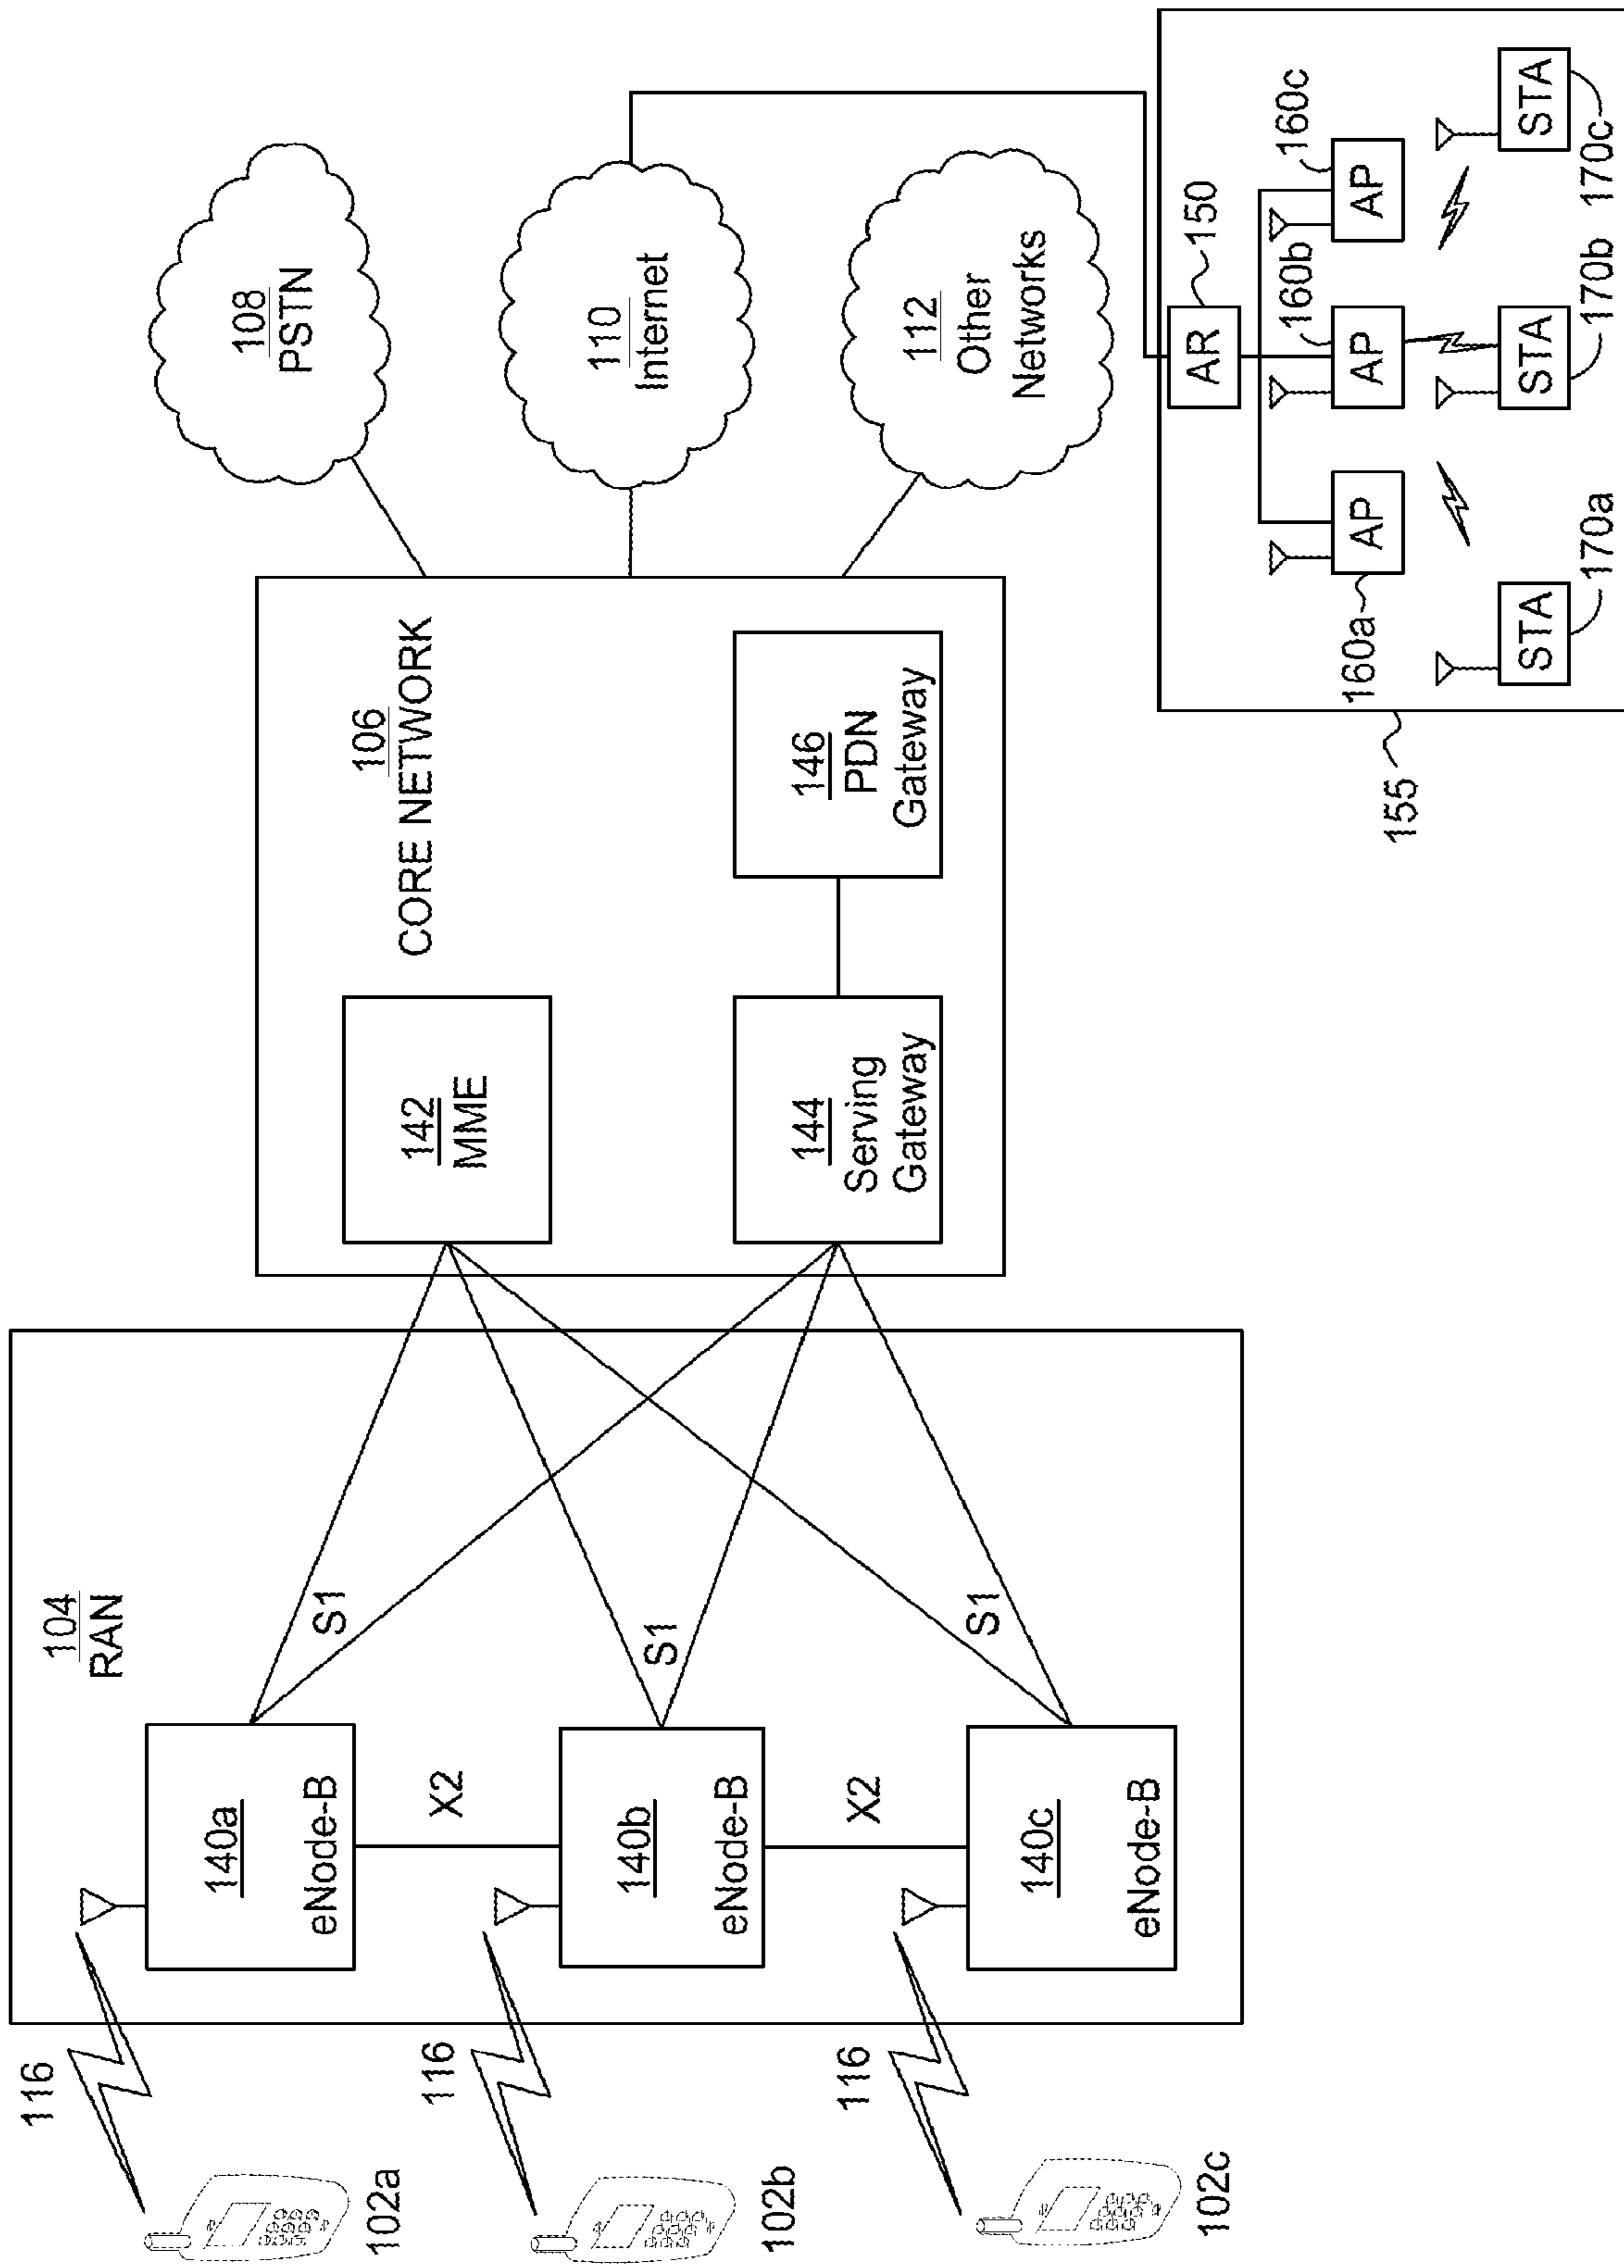 116
102a
116
102b
116
102c
104
RAN
140a
eNode-B
X2
140b
eNode-B
X2
140c
eNode-B
S1
S1
S1
106
CORE NETWORK
142
MME
144
Serving
Gateway
146
PDN
Gateway
108
PSTN
110
Internet
112
Other
Networks
155
AR
150
AP
160a
AP
160b
AP
160c
STA
170a
STA
170b
STA
170c